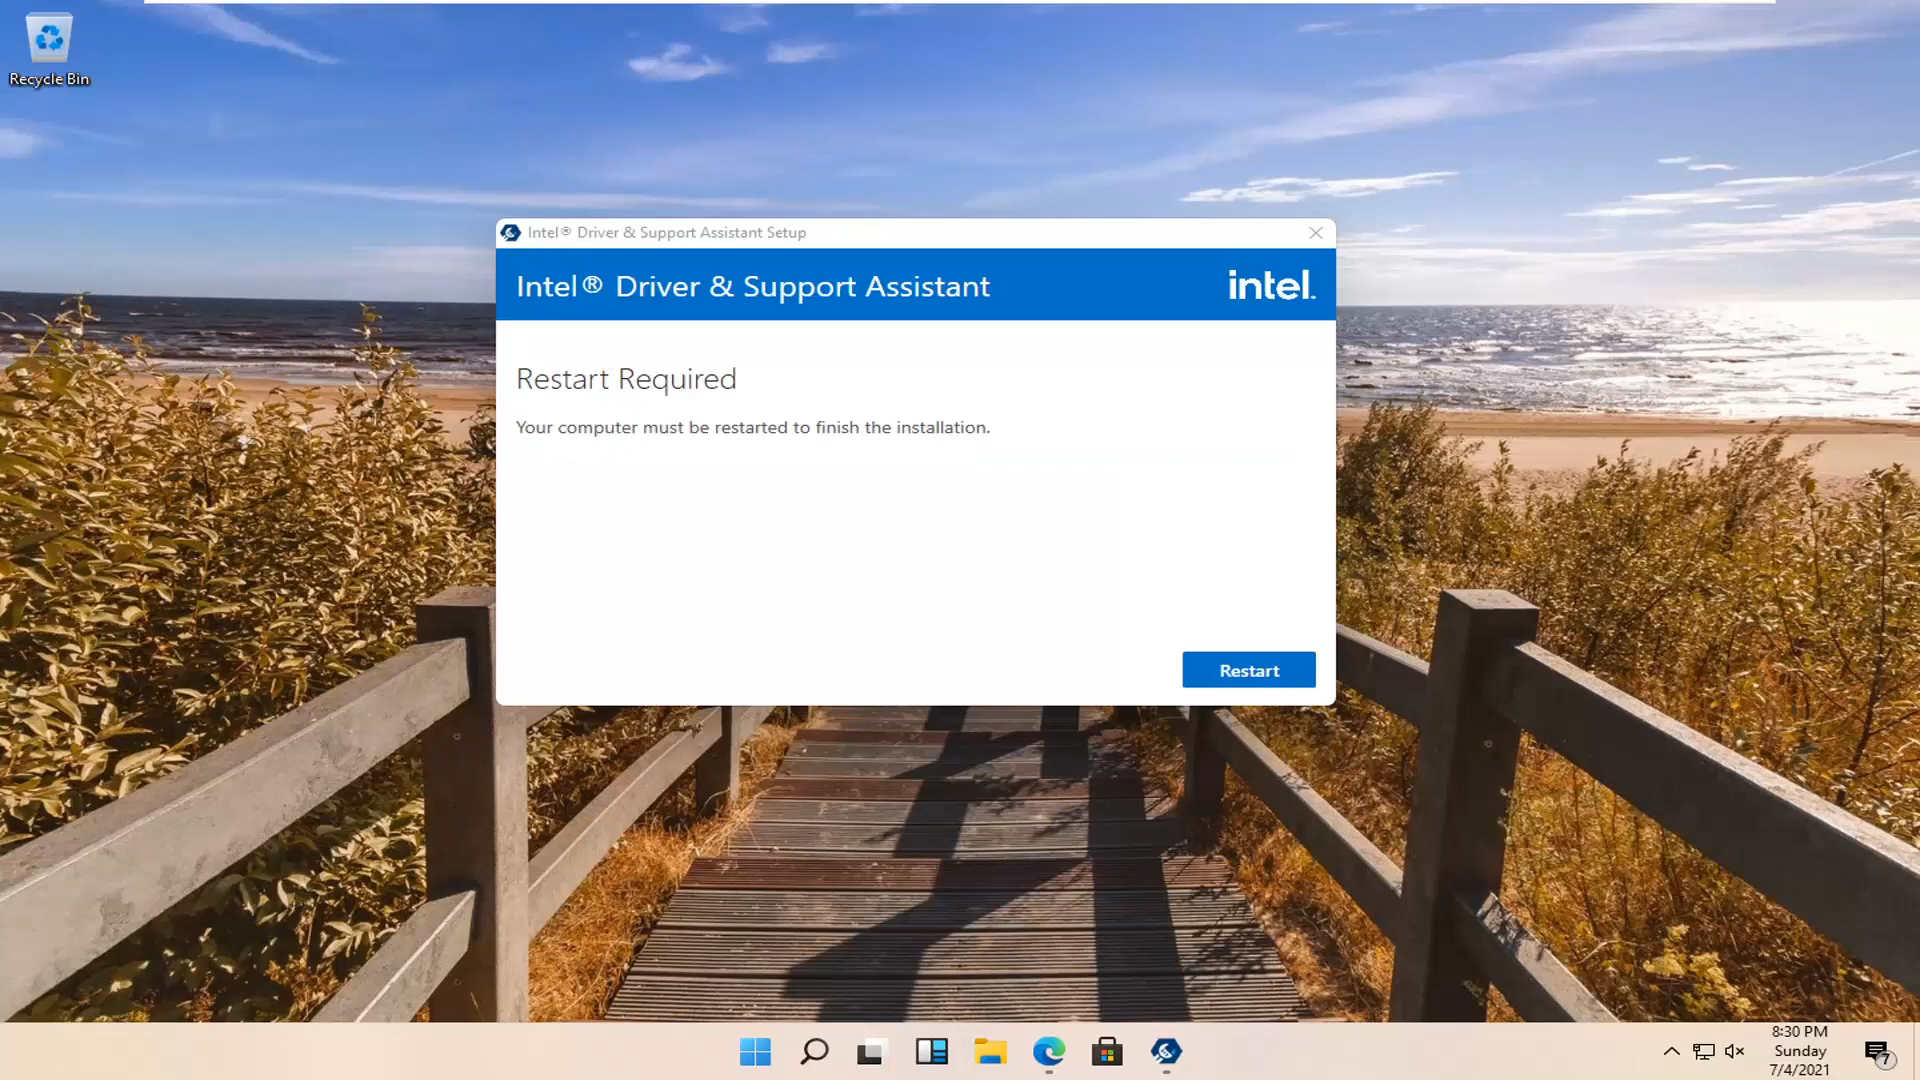 Recycle Bin
Intel® Driver & Support Assistant Setup
Intel® Driver & Support Assistant
intel.
Restart Required
Your computer must be restarted to finish the installation.
Restart
8:30 PM
Sunday
7/4/2021
7